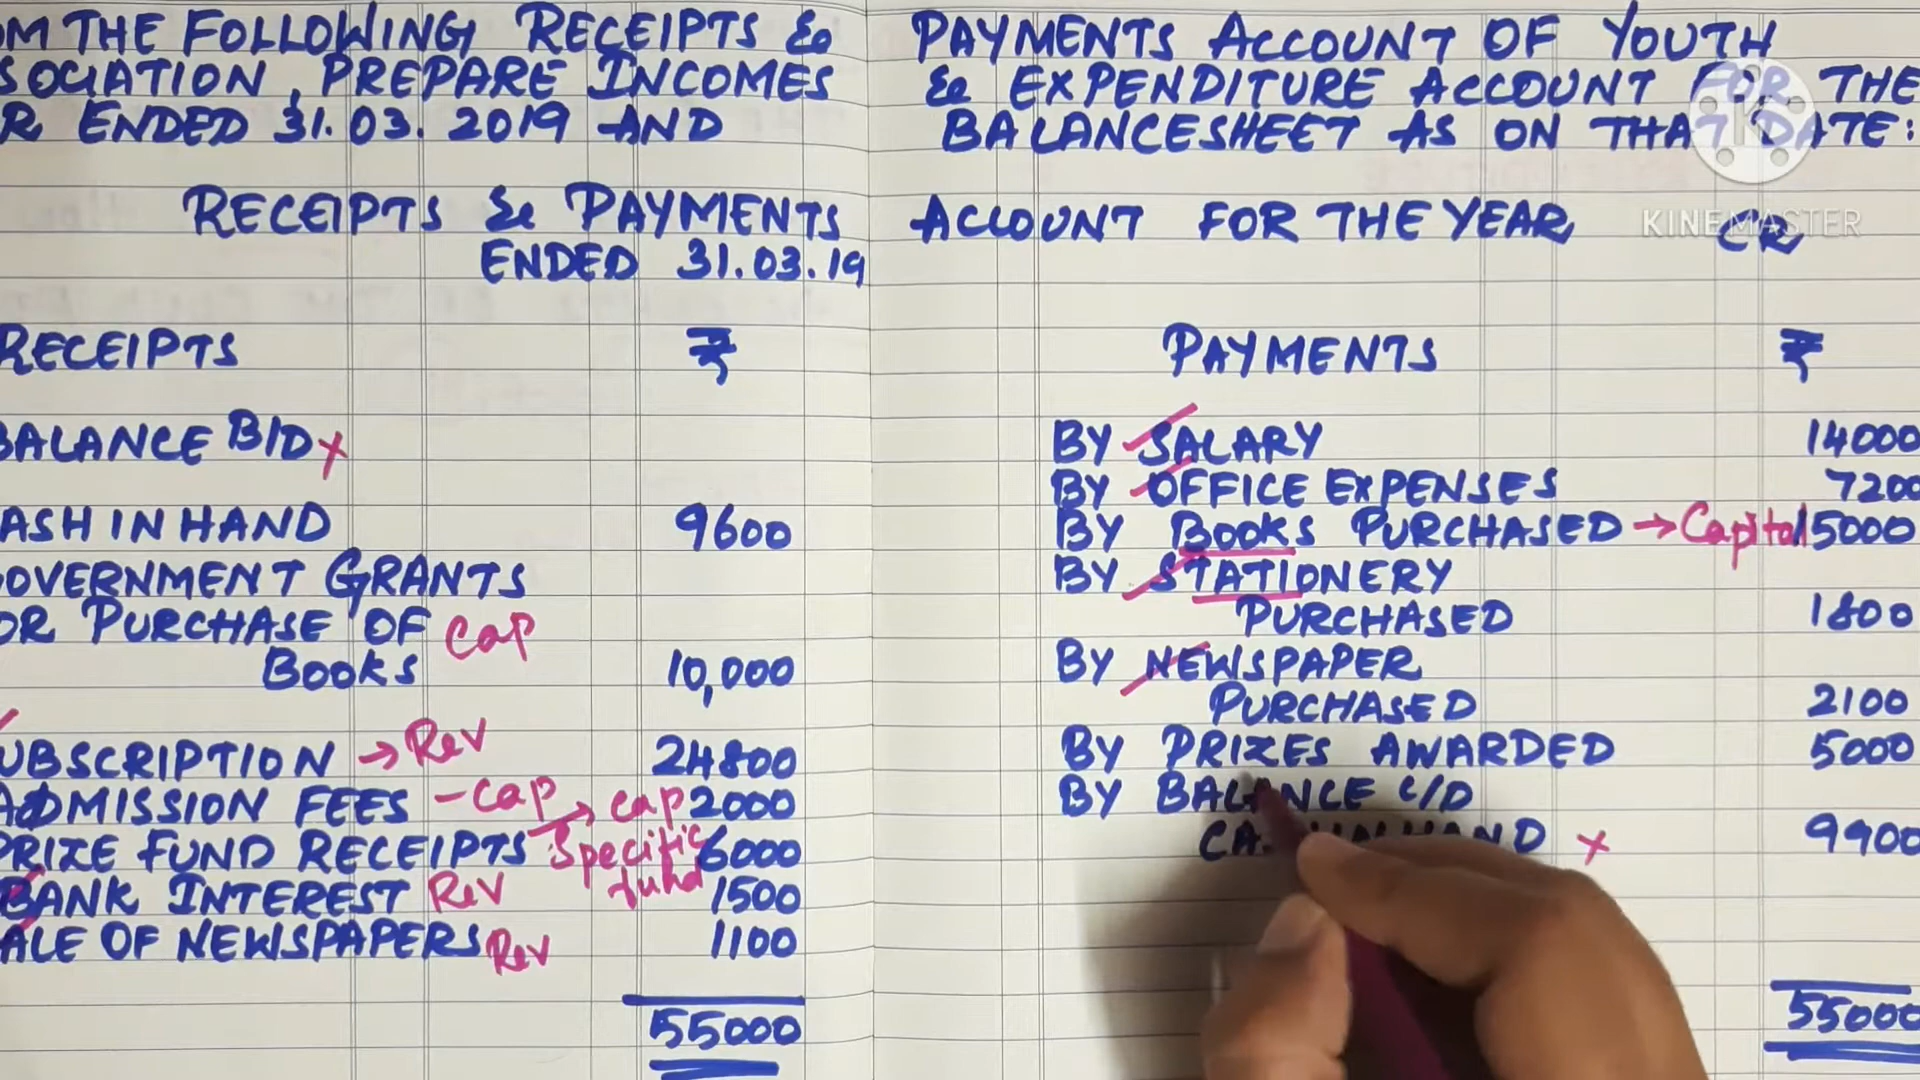 OM THE FOLLOWING RECEIPTS & PAYMENTS ACCOUNT OF YOUTH
SOCIATION, PREPARE INCOMES & EXPENDITURE ACCOUNT FOR THE
R ENDED 31.03.2019 AND BALANCESHEET AS ON THAT DATE:
RECEIPTS & PAYMENTS ACCOUNT FOR THE YEAR CR
ENDED 31.03.19
KINEMASTER
RECEIPTS ₹
BALANCE B/D x
ASH IN HAND 9600
OVERNMENT GRANTS
OR PURCHASE OF Cap
BOOKS 10,000
UBSCRIPTION → Rev 24800
ADMISSION FEES - Cap 2000
PRIZE FUND RECEIPTS → cap specific fund 6000
BANK INTEREST Rev 1500
ALE OF NEWSPAPERS Rev 1100
55000
PAYMENTS ₹
BY SALARY 14000
BY OFFICE EXPENSES 7200
BY BOOKS PURCHASED → Capital 15000
BY STATIONERY
PURCHASED 1800
BY NEWSPAPER
PURCHASED 2100
BY PRIZES AWARDED 5000
BY BALANCE C/D
HAND x 9900
55000